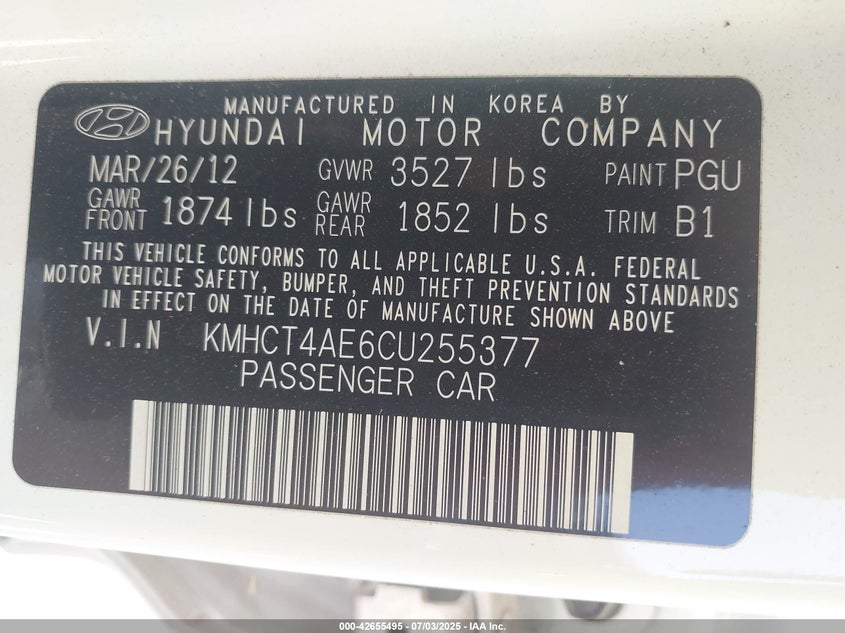 MANUFACTURED IN KOREA BY
HYUNDAI MOTOR COMPANY
MAR/26/12 GVWR 3527 lbs PAINT PGU
GAWR FRONT 1874 lbs GAWR REAR 1852 lbs TRIM B1
THIS VEHICLE CONFORMS TO ALL APPLICABLE U.S.A. FEDERAL
MOTOR VEHICLE SAFETY, BUMPER, AND THEFT PREVENTION STANDARDS
IN EFFECT ON THE DATE OF MANUFACTURE SHOWN ABOVE
V.I.N KMHCT4AE6CU255377
PASSENGER CAR
000-42655495 - 07/03/2025 - IAA Inc.